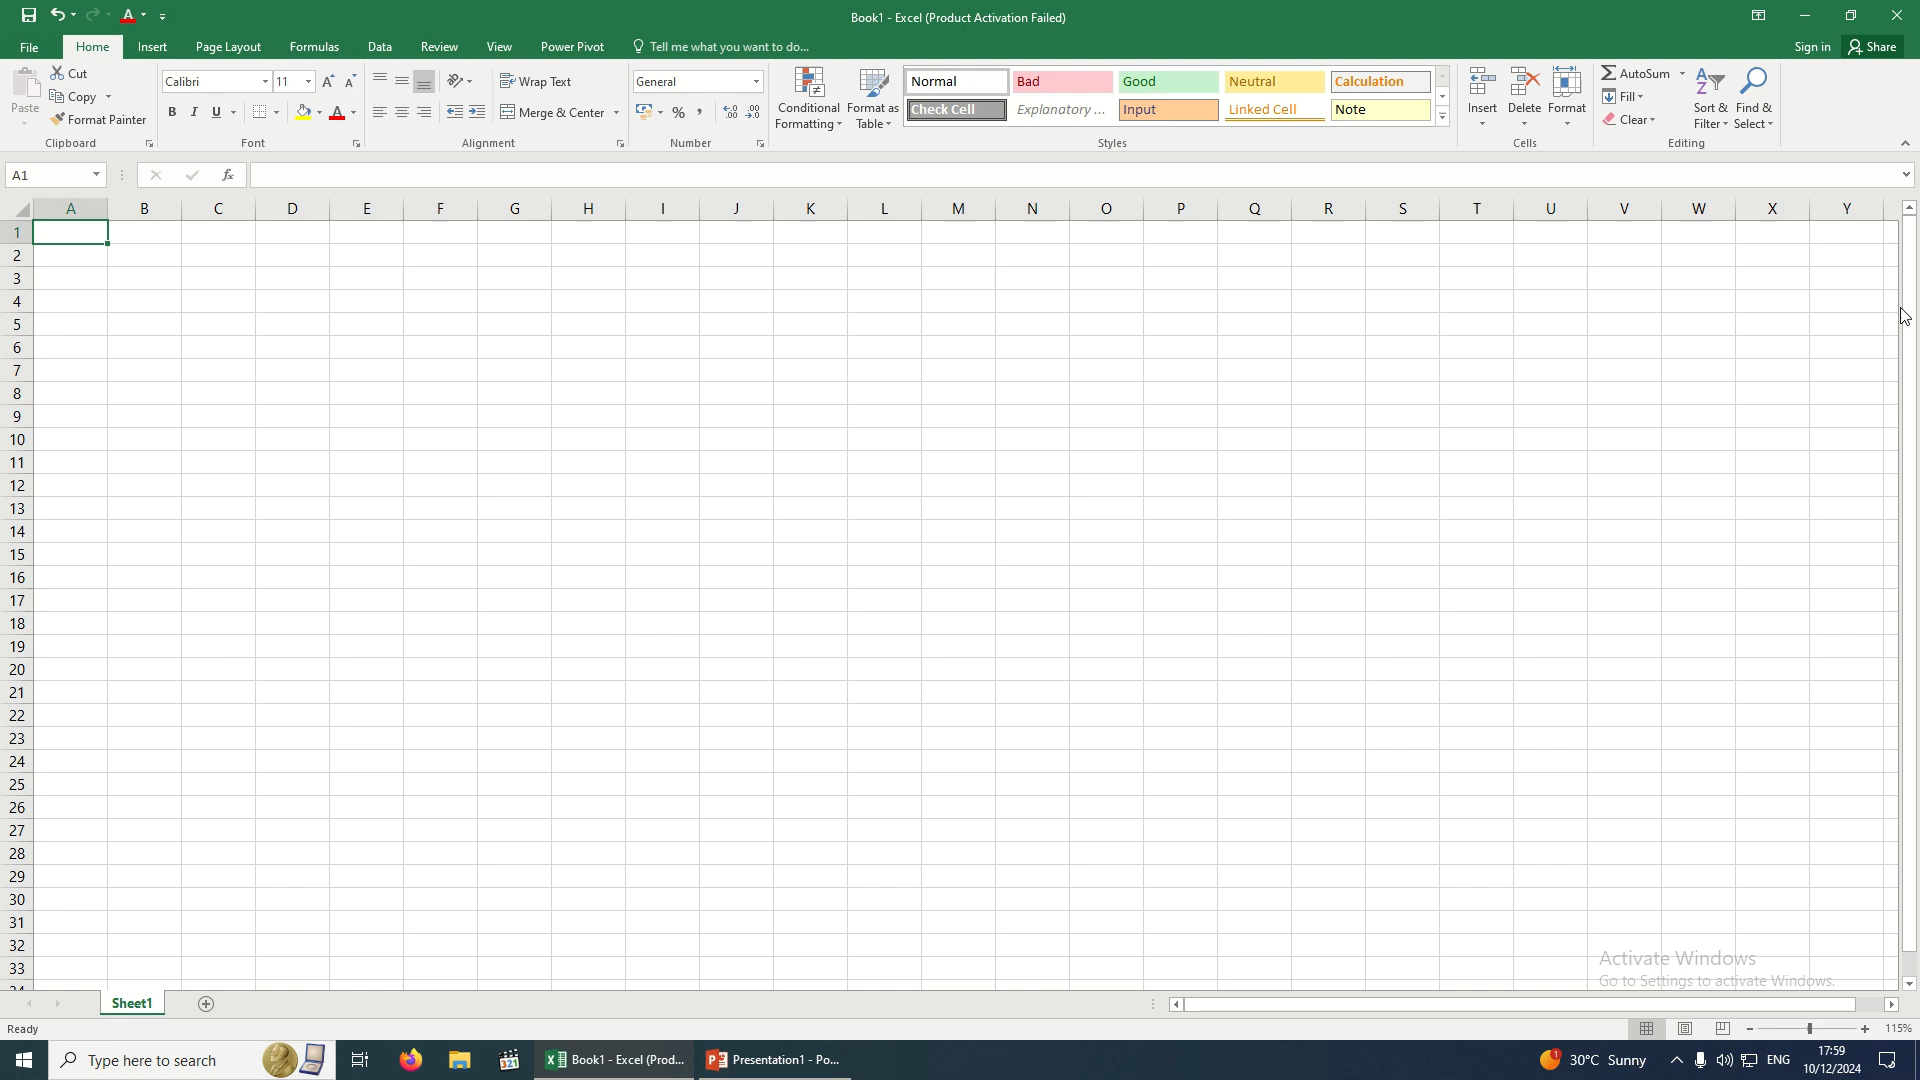 Book1 - Excel (Product Activation Failed)
File Home Insert Page Layout Formulas Data Review View Power Pivot Tell me what you want to do... Sign in Share
Paste Cut Copy Format Painter Clipboard
Calibri 11 B I U Font
Wrap Text Merge & Center Alignment
General % , Number
Conditional Formatting Format as Table
Normal Bad Good Neutral Calculation
Check Cell Explanatory ... Input Linked Cell Note
Styles
Insert Delete Format Cells
AutoSum Fill Clear Sort & Filter Find & Select Editing
A1 fx
A B C D E F G H I J K L M N O P Q R S T U V W X Y
1
2
3
4
5
6
7
8
9
10
11
12
13
14
15
16
17
18
19
20
21
22
23
24
25
26
27
28
29
30
31
32
33
34
Activate Windows
Go to Settings to activate Windows.
Sheet1
Ready 115%
Type here to search Book1 - Excel (Prod... Presentation1 - Po... 30°C Sunny ENG 17:59
10/12/2024